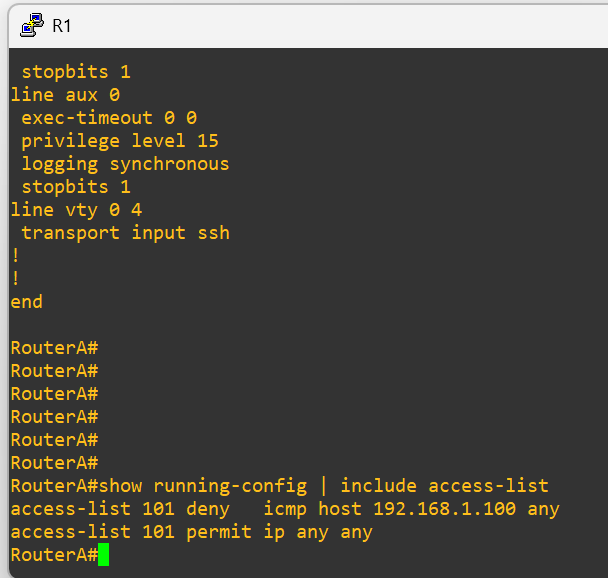 R1
 stopbits 1
line aux 0
 exec-timeout 0 0
 privilege level 15
 logging synchronous
 stopbits 1
line vty 0 4
 transport input ssh
!
!
end
RouterA#
RouterA#
RouterA#
RouterA#
RouterA#
RouterA#
RouterA#show running-config | include access-list
access-list 101 deny   icmp host 192.168.1.100 any
access-list 101 permit ip any any
RouterA#